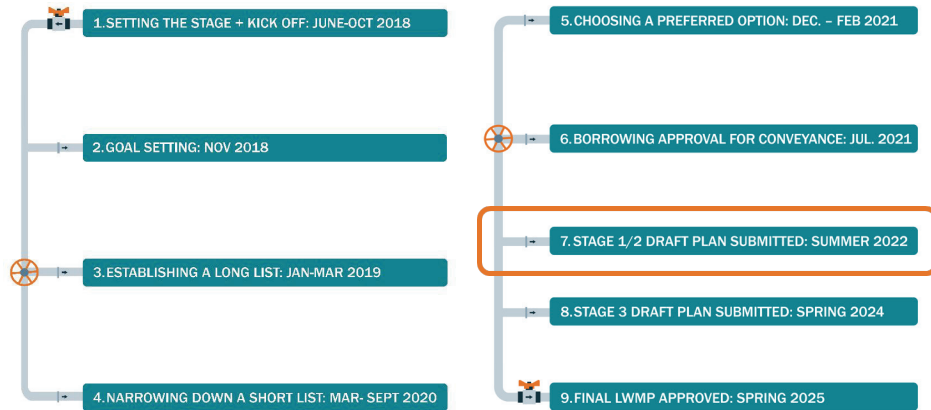 1.SETTING THE STAGE + KICK OFF: JUNE-OCT 2018
2.GOAL SETTING: NOV 2018
3.ESTABLISHING A LONG LIST: JAN-MAR 2019
4.NARROWING DOWN A SHORT LIST: MAR- SEPT 2020
5.CHOOSING A PREFERRED OPTION: DEC. – FEB 2021
6.BORROWING APPROVAL FOR CONVEYANCE: JUL. 2021
7.STAGE 1/2 DRAFT PLAN SUBMITTED: SUMMER 2022
8.STAGE 3 DRAFT PLAN SUBMITTED: SPRING 2024
9.FINAL LWMP APPROVED: SPRING 2025